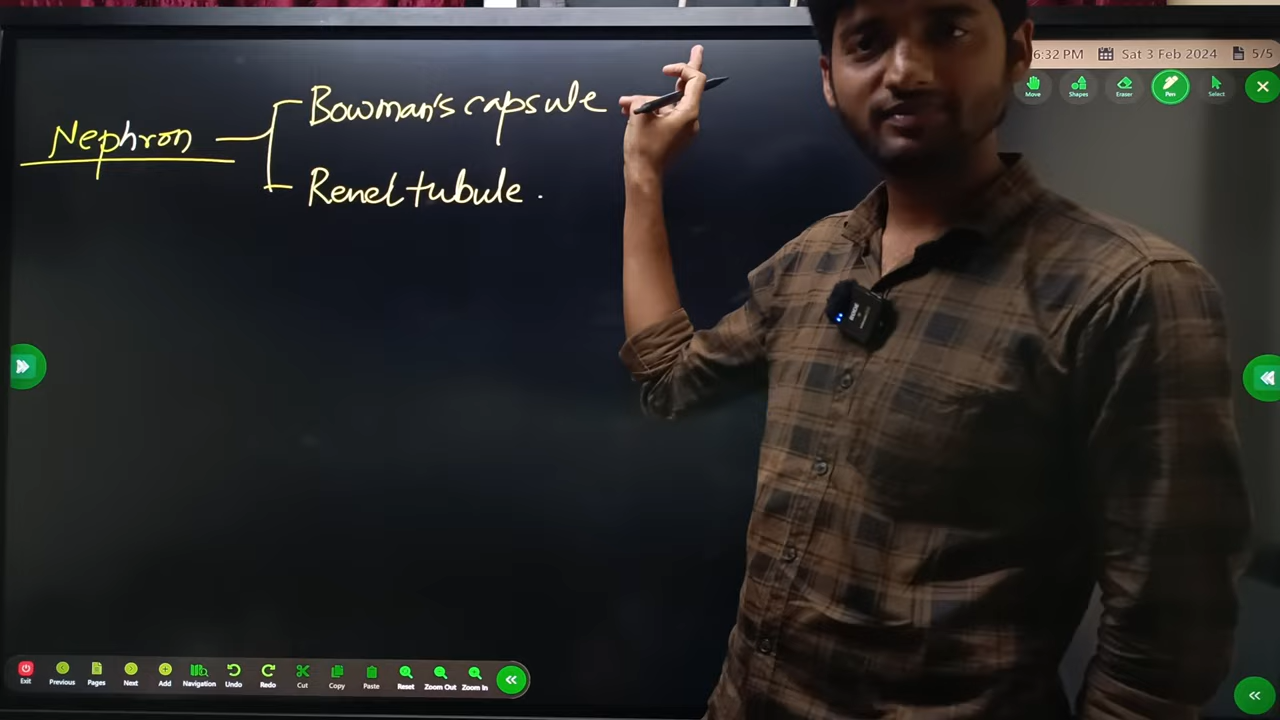 6:32 PM Sat 3 Feb 2024 5/5
Move Shapes Eraser Pen Select
Bowman's capsule
Nephron
Renel tubule .
Exit Previous Pages Next Add Navigation Undo Redo Cut Copy Paste Reset Zoom Out Zoom In